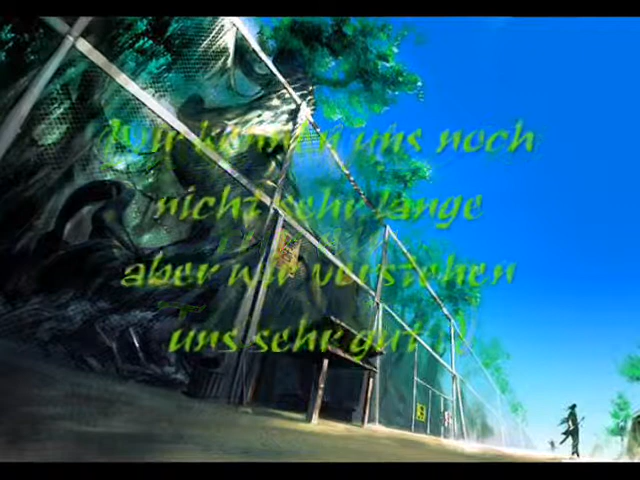 Wir kennen uns noch
nicht sehr lange
aber wir verstehen
uns sehr gut :)